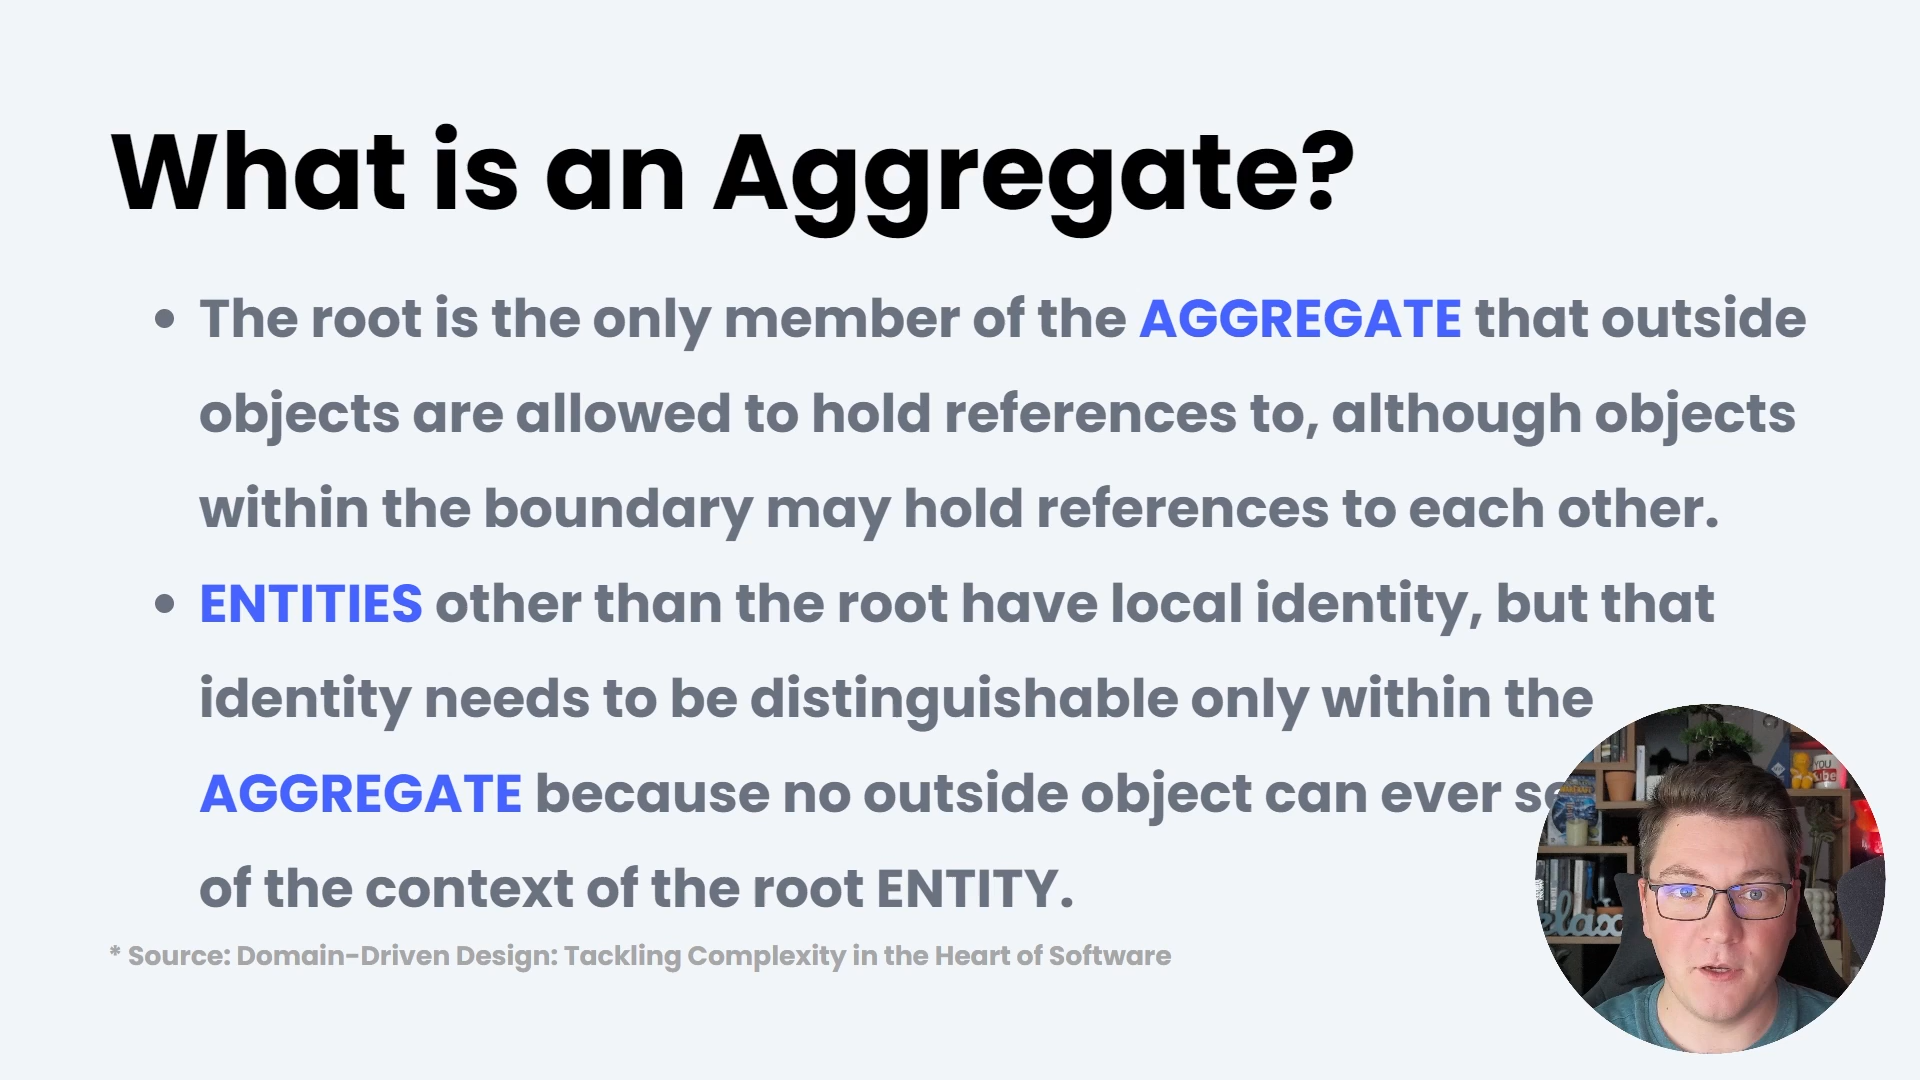 What is an Aggregate?
• The root is the only member of the AGGREGATE that outside
objects are allowed to hold references to, although objects
within the boundary may hold references to each other.
• ENTITIES other than the root have local identity, but that
identity needs to be distinguishable only within the
AGGREGATE because no outside object can ever
of the context of the root ENTITY.
* Source: Domain-Driven Design: Tackling Complexity in the Heart of Software
YOU
elax